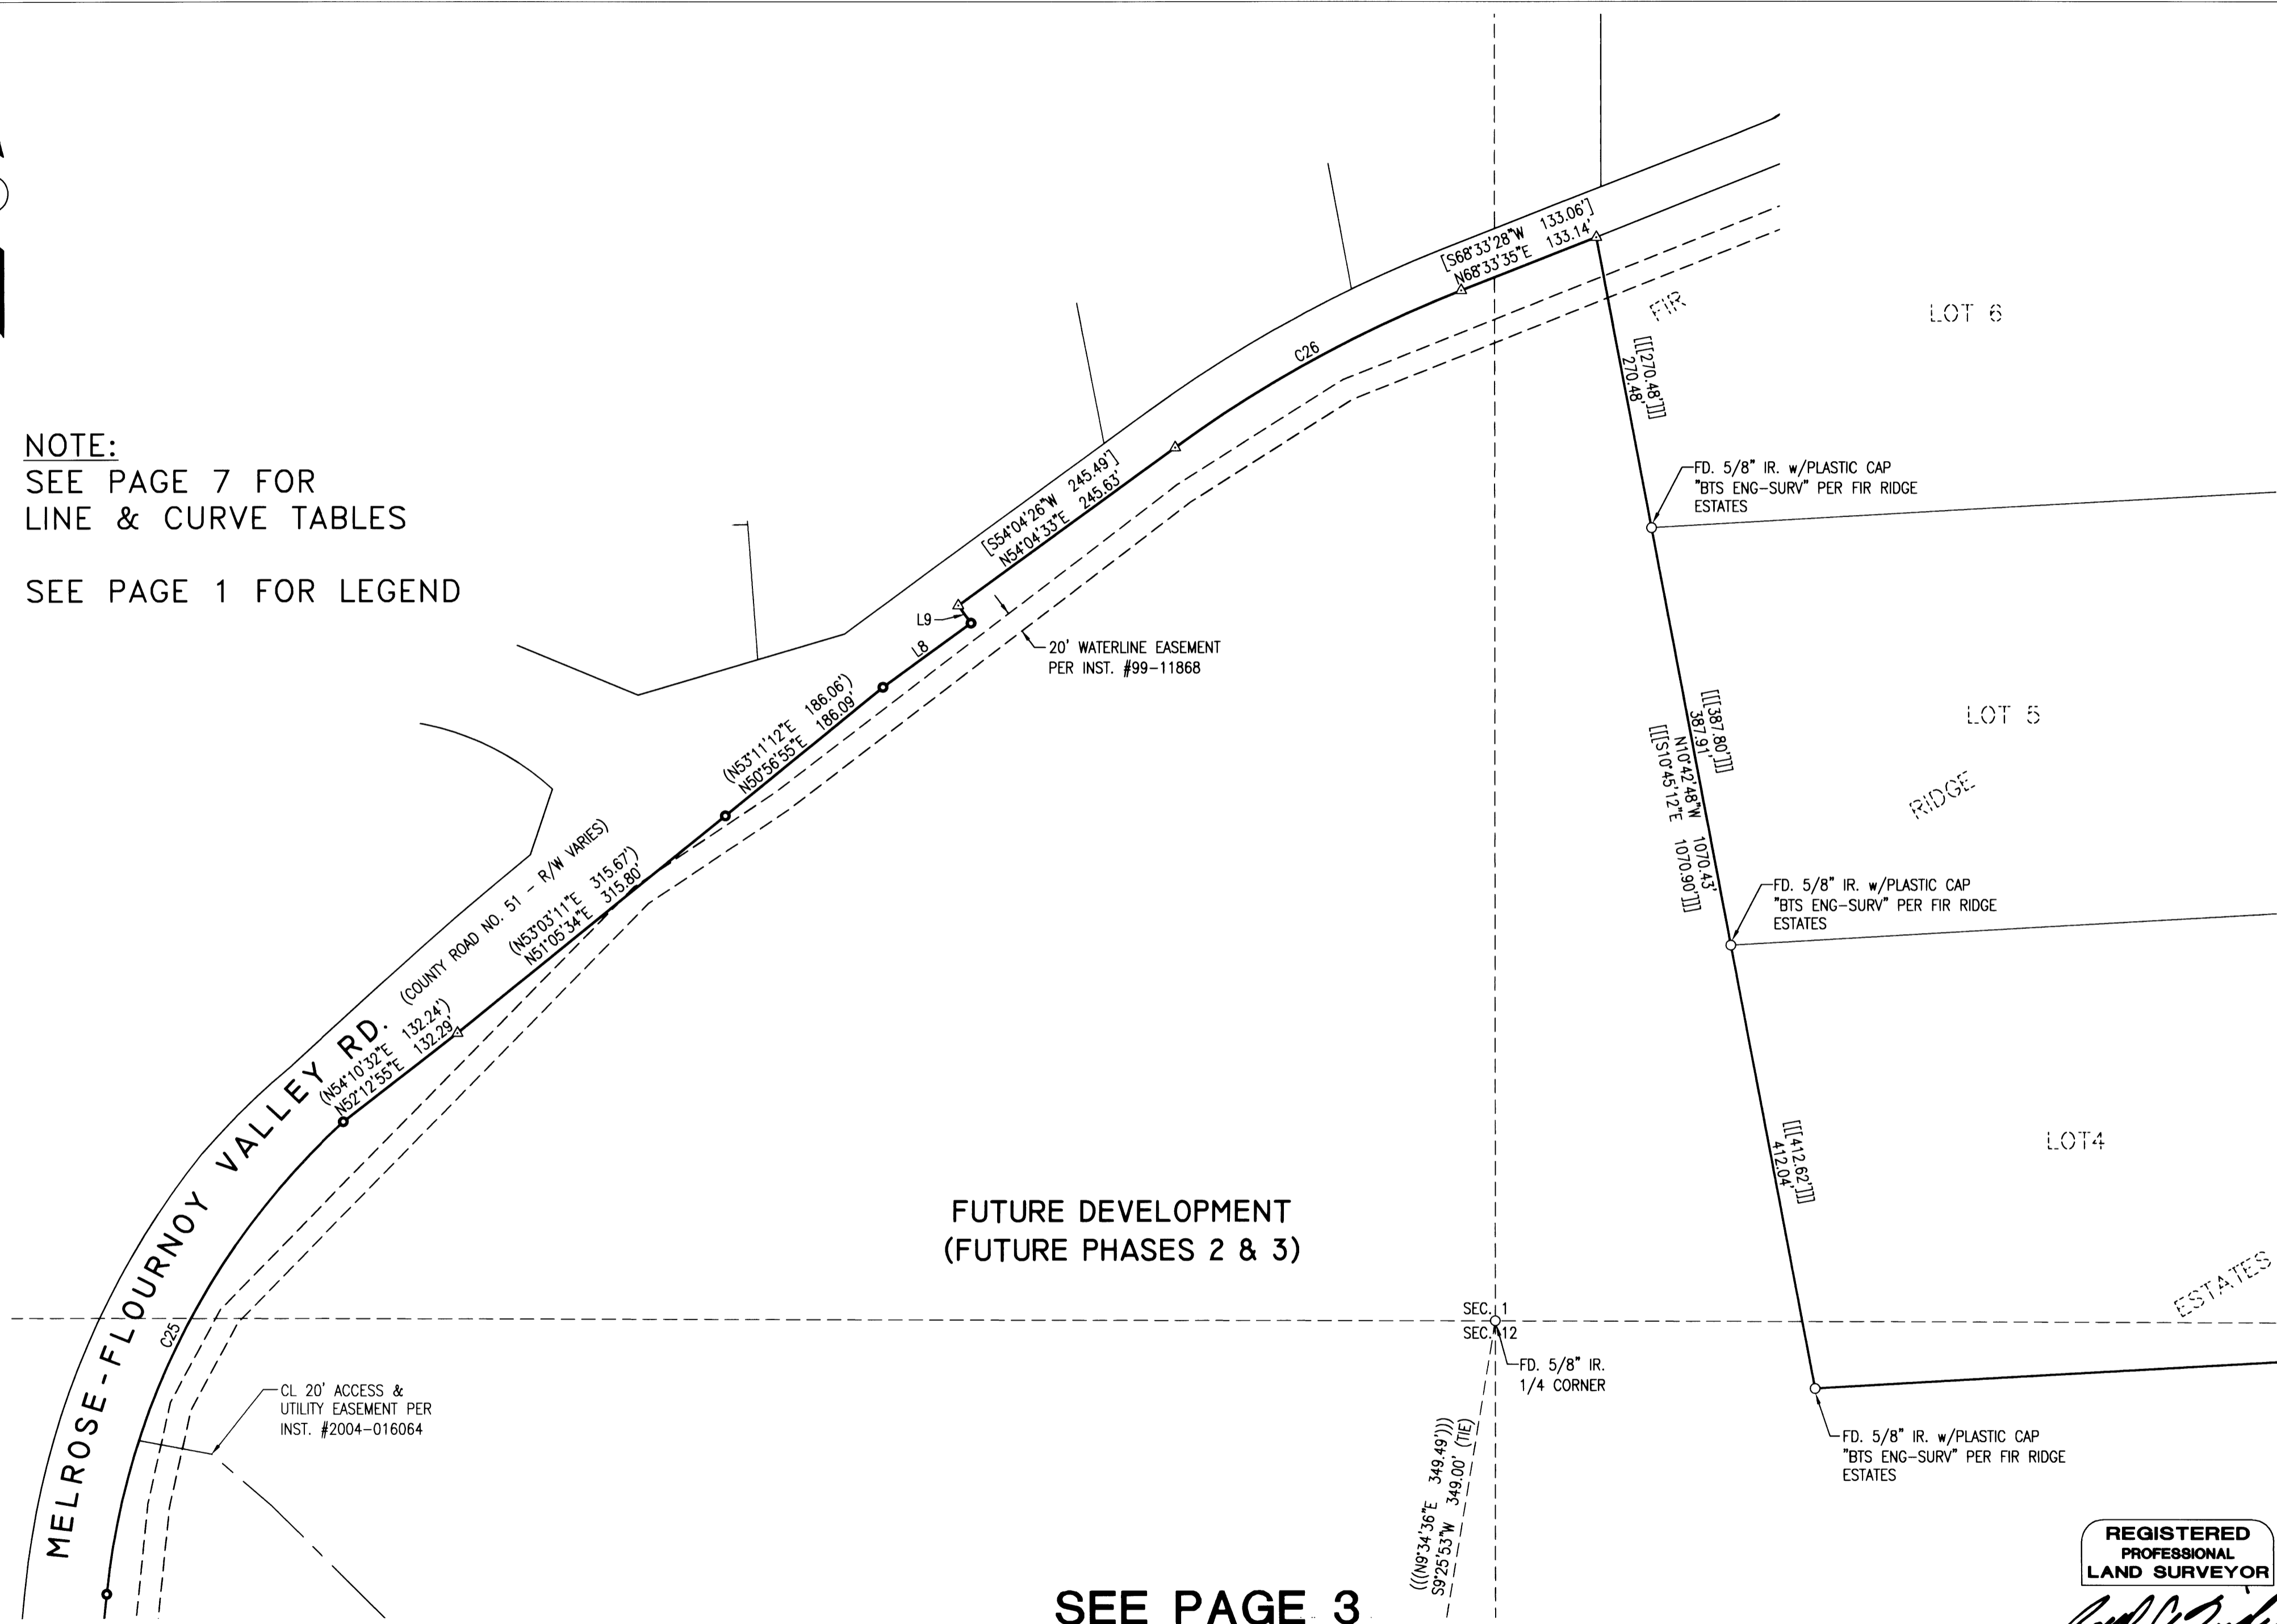 NOTE:
SEE PAGE 7 FOR
LINE & CURVE TABLES
SEE PAGE 1 FOR LEGEND
[S68°33'28"W 133.06']
N68°33'35"E 133.14'
C26
FIR
LOT 6
[[[270.48']]]
270.48'
FD. 5/8" IR. w/PLASTIC CAP
"BTS ENG-SURV" PER FIR RIDGE
ESTATES
[S54°04'26"W 245.49']
N54°04'33"E 245.63'
L9
L8
20' WATERLINE EASEMENT
PER INST. #99-11868
(N53°11'12"E 186.06')
N50°56'55"E 186.09'
[[[387.80']]]
387.91'
N10°42'48"W 1070.43'
[[[S10°45'12"E 1070.90']]]
LOT 5
RIDGE
(COUNTY ROAD NO. 51 - R/W VARIES)
(N53°03'11"E 315.67')
N51°05'34"E 315.80'
FD. 5/8" IR. w/PLASTIC CAP
"BTS ENG-SURV" PER FIR RIDGE
ESTATES
(N54°10'32"E 132.24')
N52°12'55"E 132.29'
MELROSE-FLOURNOY VALLEY RD.
[[[412.62']]]
412.04'
LOT4
FUTURE DEVELOPMENT
(FUTURE PHASES 2 & 3)
ESTATES
SEC. 1
SEC. 12
C25
FD. 5/8" IR.
1/4 CORNER
CL 20' ACCESS &
UTILITY EASEMENT PER
INST. #2004-016064
(((N9°34'36"E 349.49')))
S9°25'53"W 349.00' (TIE)
FD. 5/8" IR. w/PLASTIC CAP
"BTS ENG-SURV" PER FIR RIDGE
ESTATES
REGISTERED
PROFESSIONAL
LAND SURVEYOR
SEE PAGE 3